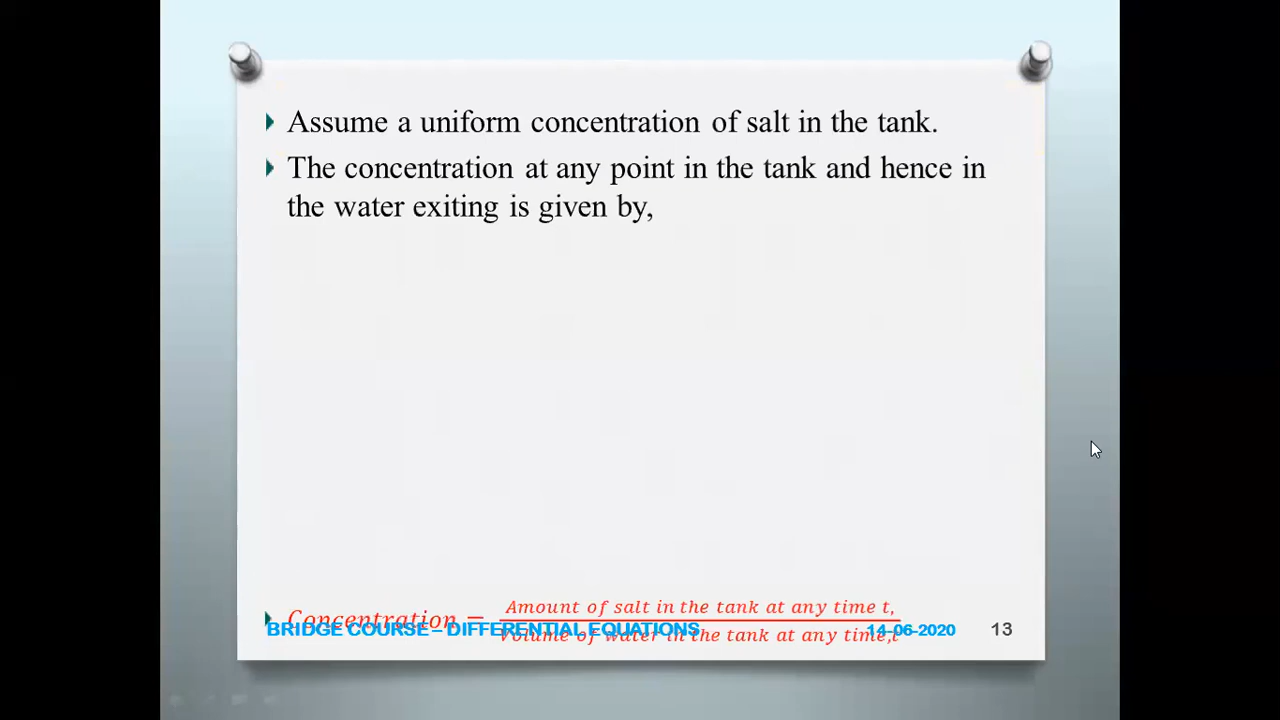 Assume a uniform concentration of salt in the tank.
The concentration at any point in the tank and hence in
the water exiting is given by,
Concentration = Amount of salt in the tank at any time t,
Volume of water in the tank at any time,t
BRIDGE COURSE – DIFFERENTIAL EQUATIONS 14-06-2020 13